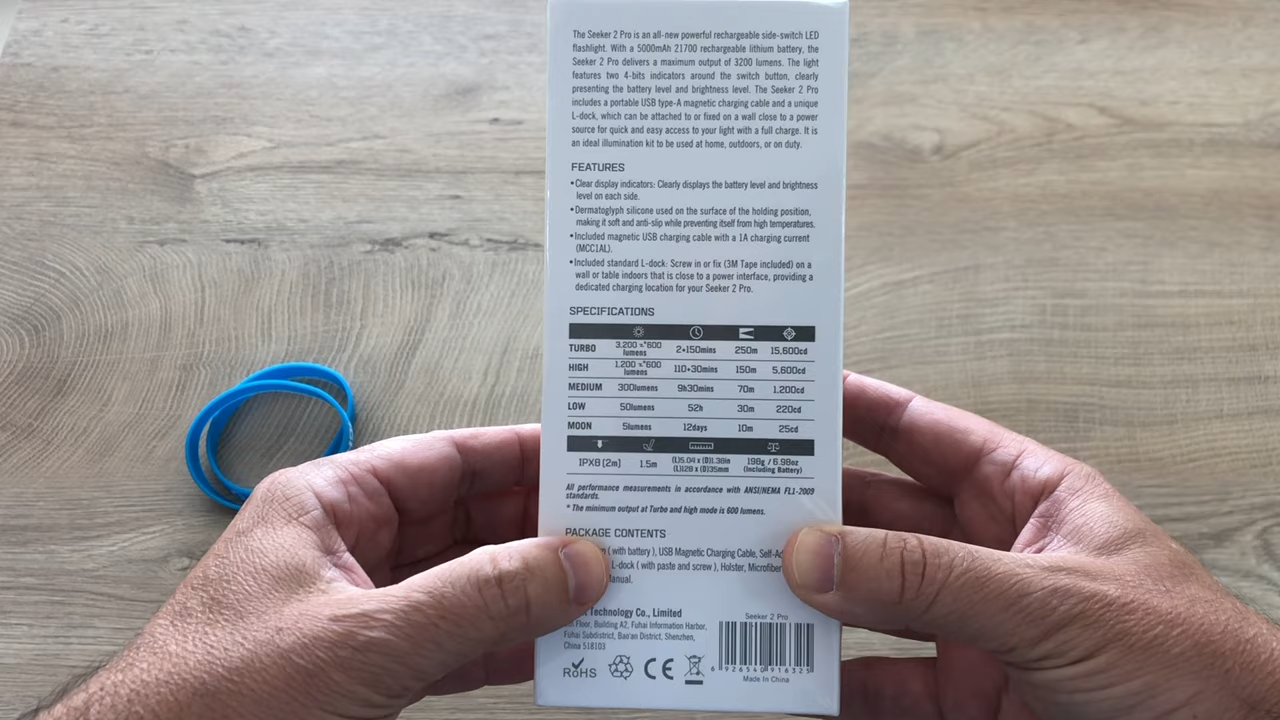 The Seeker 2 Pro is an all-new powerful rechargeable side-switch LED
flashlight. With a 5000mAh 21700 rechargeable lithium battery, the
Seeker 2 Pro delivers a maximum output of 3200 lumens. The light
features two 4-bits indicators around the switch button, clearly
presenting the battery level and brightness level. The Seeker 2 Pro
includes a portable USB type-A magnetic charging cable and a unique
L-dock, which can be attached to or fixed on a wall close to a power
source for quick and easy access to your light with a full charge. It is
an ideal illumination kit to be used at home, outdoors, or on duty.
FEATURES
•Clear display indicators: Clearly displays the battery level and brightness
level on each side.
•Dermatoglyph silicone used on the surface of the holding position,
making it soft and anti-slip while preventing itself from high temperatures.
•Included magnetic USB charging cable with a 1A charging current
(MCC1AL).
•Included standard L-dock: Screw in or fix (3M Tape included) on a
wall or table indoors that is close to a power interface, providing a
dedicated charging location for your Seeker 2 Pro.
SPECIFICATIONS
TURBO 3,200 ≈*600 lumens 2+150mins 250m 15,600cd
HIGH 1,200 ≈*600 lumens 110+30mins 150m 5,600cd
MEDIUM 300lumens 9h30mins 70m 1,200cd
LOW 50lumens 52h 30m 220cd
MOON 5lumens 12days 10m 25cd
IPX8 (2m) 1.5m (L)5.04 x (D)1.38in (L)128 x (D)35mm 198g / 6.98oz (Including Battery)
All performance measurements in accordance with ANSI/NEMA FL1-2009
standards.
* The minimum output at Turbo and high mode is 600 lumens.
PACKAGE CONTENTS
( with battery ), USB Magnetic Charging Cable,
L-dock ( with paste and screw ), Holster, Microfiber
Technology Co., Limited
Floor, Building A2, Fuhai Information Harbor,
Fuhai Subdistrict, Bao'an District, Shenzhen,
China 518103
Seeker 2 Pro
6 926540 916325
Made In China
RoHS
CE